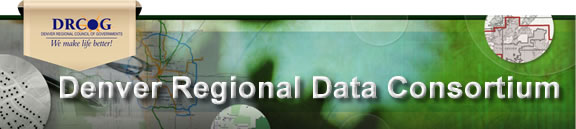 DRCOG
DENVER REGIONAL COUNCIL OF GOVERNMENTS
We make life better!
Denver Regional Data Consortium